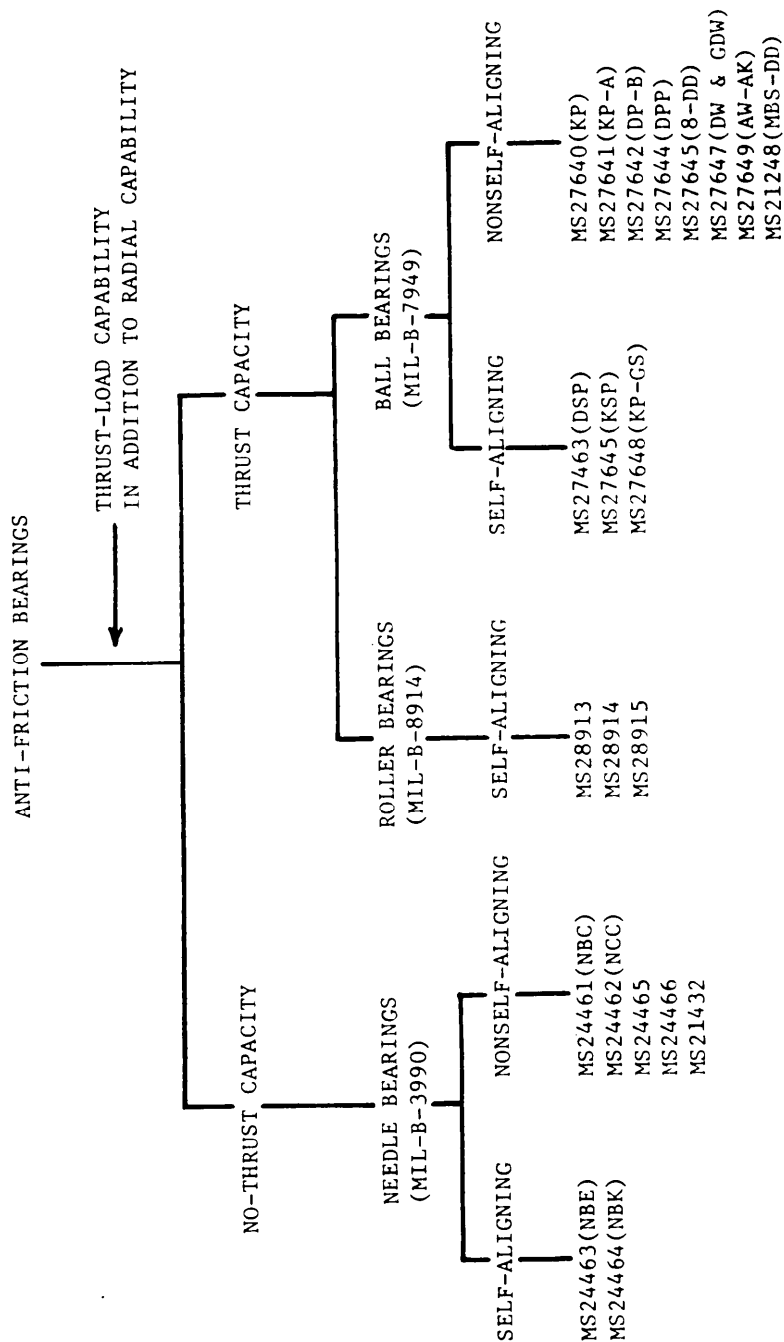 ANTI-FRICTION BEARINGS
THRUST-LOAD CAPABILITY
IN ADDITION TO RADIAL CAPABILITY
NO-THRUST CAPACITY
THRUST CAPACITY
NEEDLE BEARINGS
(MIL-B-3990)
ROLLER BEARINGS
(MIL-B-8914)
BALL BEARINGS
(MIL-B-7949)
SELF-ALIGNING
MS24463(NBE)
MS24464(NBK)
NONSELF-ALIGNING
MS24461(NBC)
MS24462(NCC)
MS24465
MS24466
MS21432
SELF-ALIGNING
MS28913
MS28914
MS28915
SELF-ALIGNING
MS27463(DSP)
MS27645(KSP)
MS27648(KP-GS)
NONSELF-ALIGNING
MS27640(KP)
MS27641(KP-A)
MS27642(DP-B)
MS27644(DPP)
MS27645(8-DD)
MS27647(DW & GDW)
MS27649(AW-AK)
MS21248(MBS-DD)